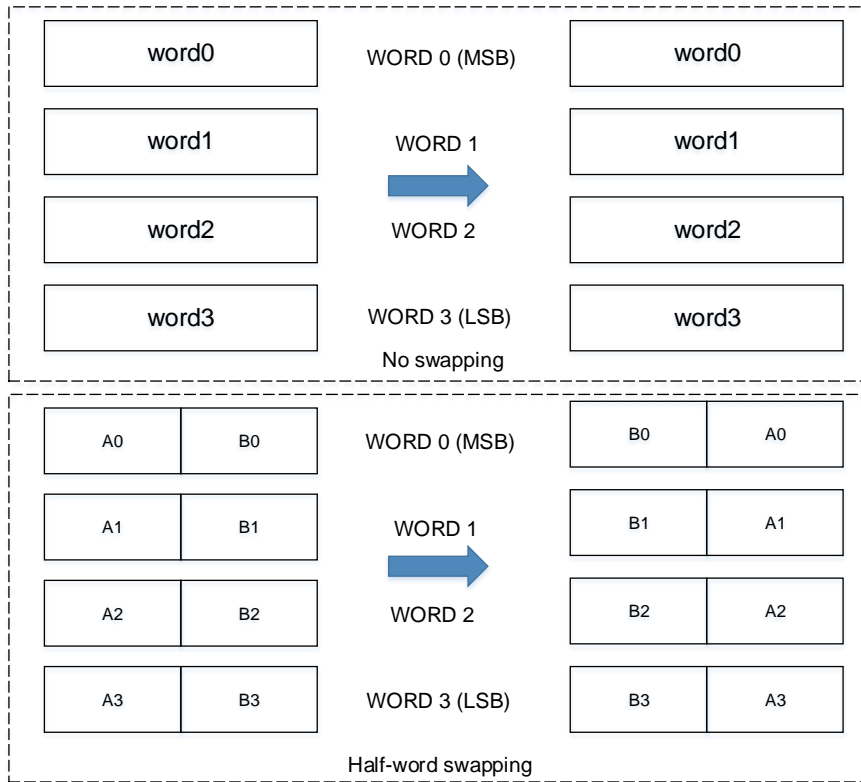 word0 WORD 0 (MSB) word0
word1 WORD 1 word1
word2 WORD 2 word2
word3 WORD 3 (LSB) word3
No swapping
A0 B0 WORD 0 (MSB) B0 A0
A1 B1 WORD 1 B1 A1
A2 B2 WORD 2 B2 A2
A3 B3 WORD 3 (LSB) B3 A3
Half-word swapping